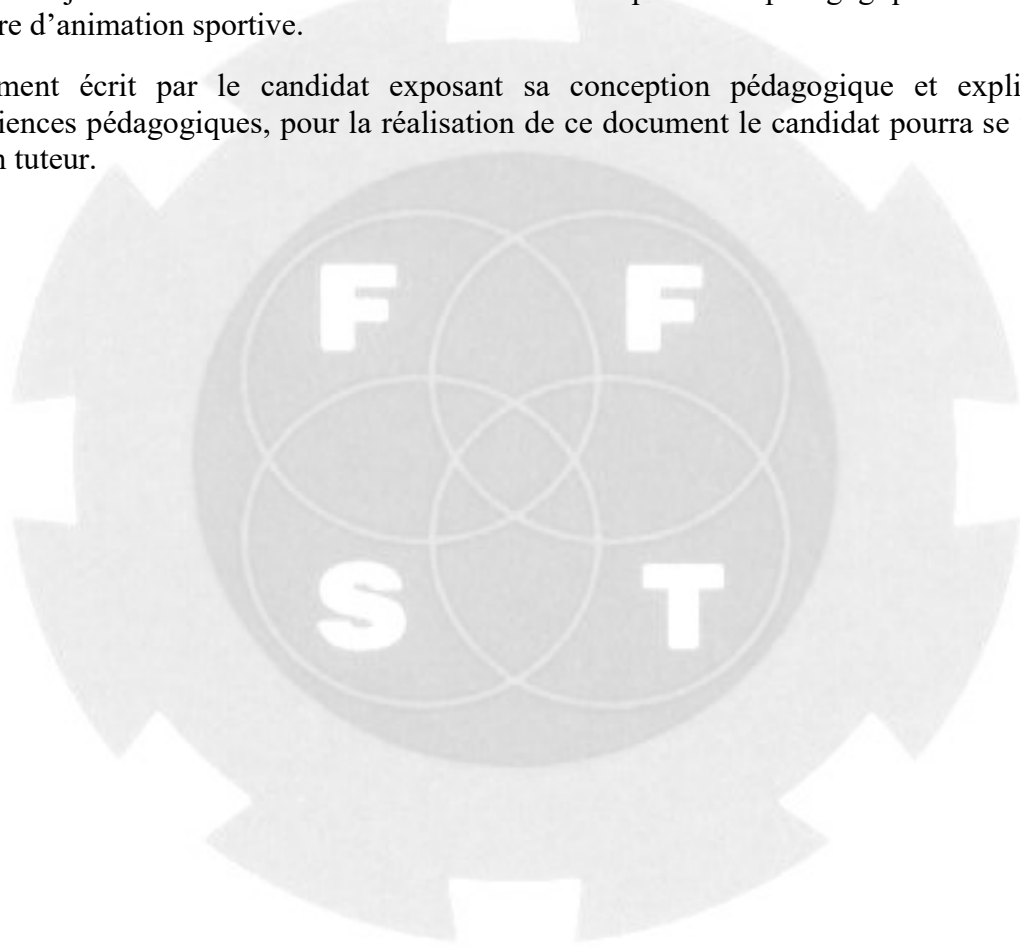 re d’animation sportive.
ment écrit par le candidat exposant sa conception pédagogique et expli
iences pédagogiques, pour la réalisation de ce document le candidat pourra se
n tuteur.
F F
S T